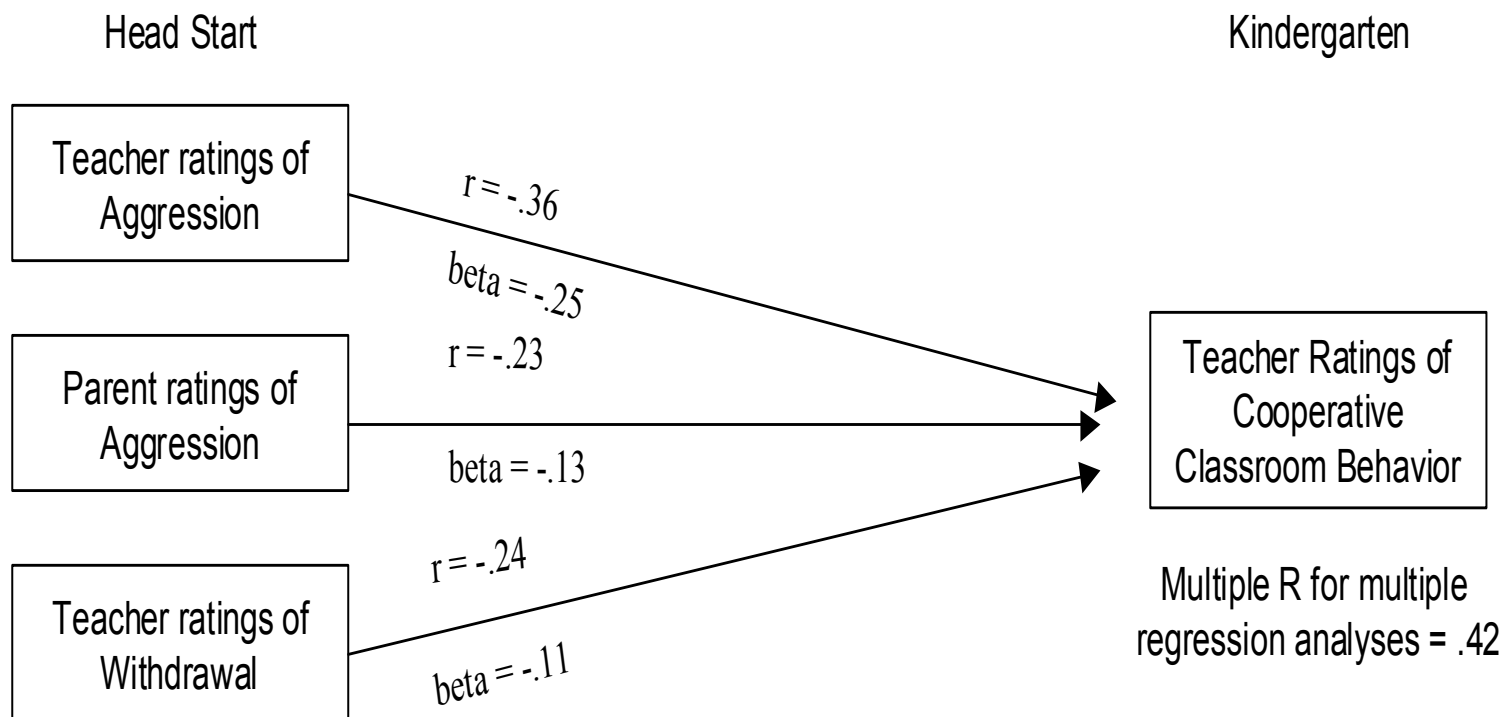 Head Start
Kindergarten
Teacher ratings of
Aggression
r = -.36
beta = -.25
Parent ratings of
Aggression
r = -.23
beta = -.13
Teacher ratings of
Withdrawal
r = -.24
beta = -.11
Teacher Ratings of
Cooperative
Classroom Behavior
Multiple R for multiple
regression analyses = .42